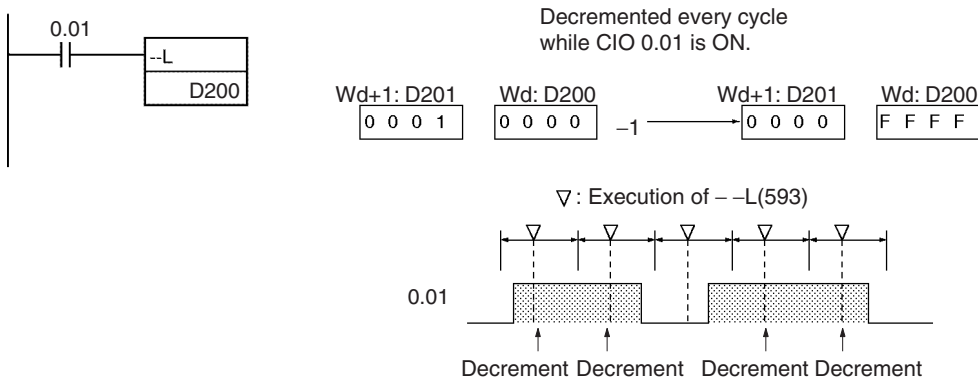 0.01
--L
D200
Decremented every cycle
while CIO 0.01 is ON.
Wd+1: D201 Wd: D200 Wd+1: D201 Wd: D200
0 0 0 1 0 0 0 0 −1 0 0 0 0 F F F F
▽: Execution of – –L(593)
0.01
Decrement Decrement Decrement Decrement